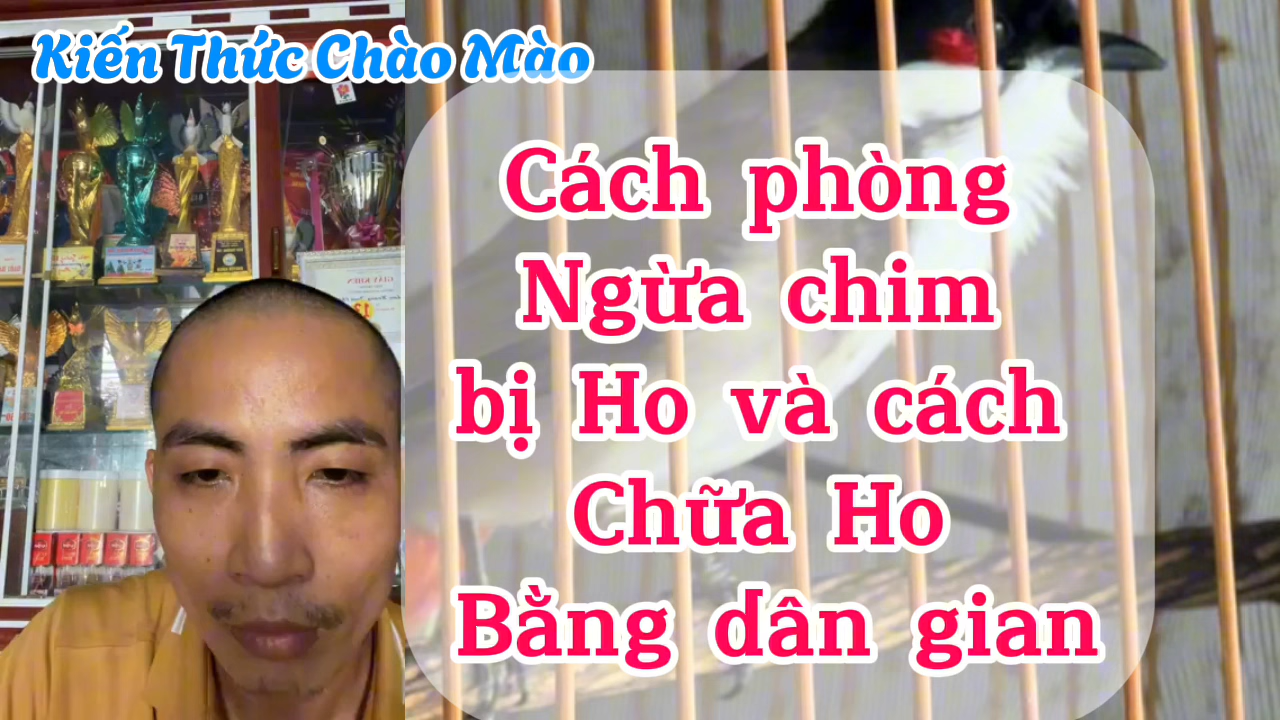 Kiến Thức Chào Mào
Cách phòng
Ngừa chim
bị Ho và cách
Chữa Ho
Bằng dân gian